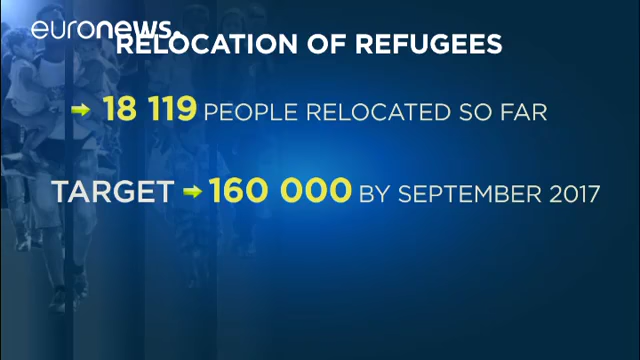 euronews.
RELOCATION OF REFUGEES
→ 18 119 PEOPLE RELOCATED SO FAR
TARGET → 160 000 BY SEPTEMBER 2017